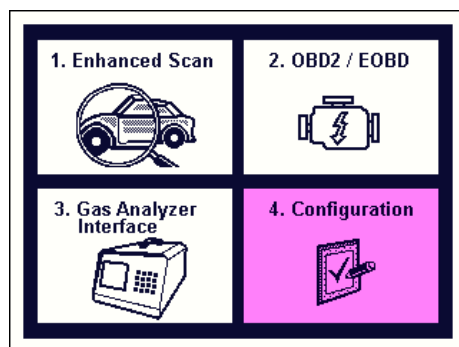 1. Enhanced Scan
2. OBD2 / EOBD
3. Gas Analyzer
Interface
4. Configuration